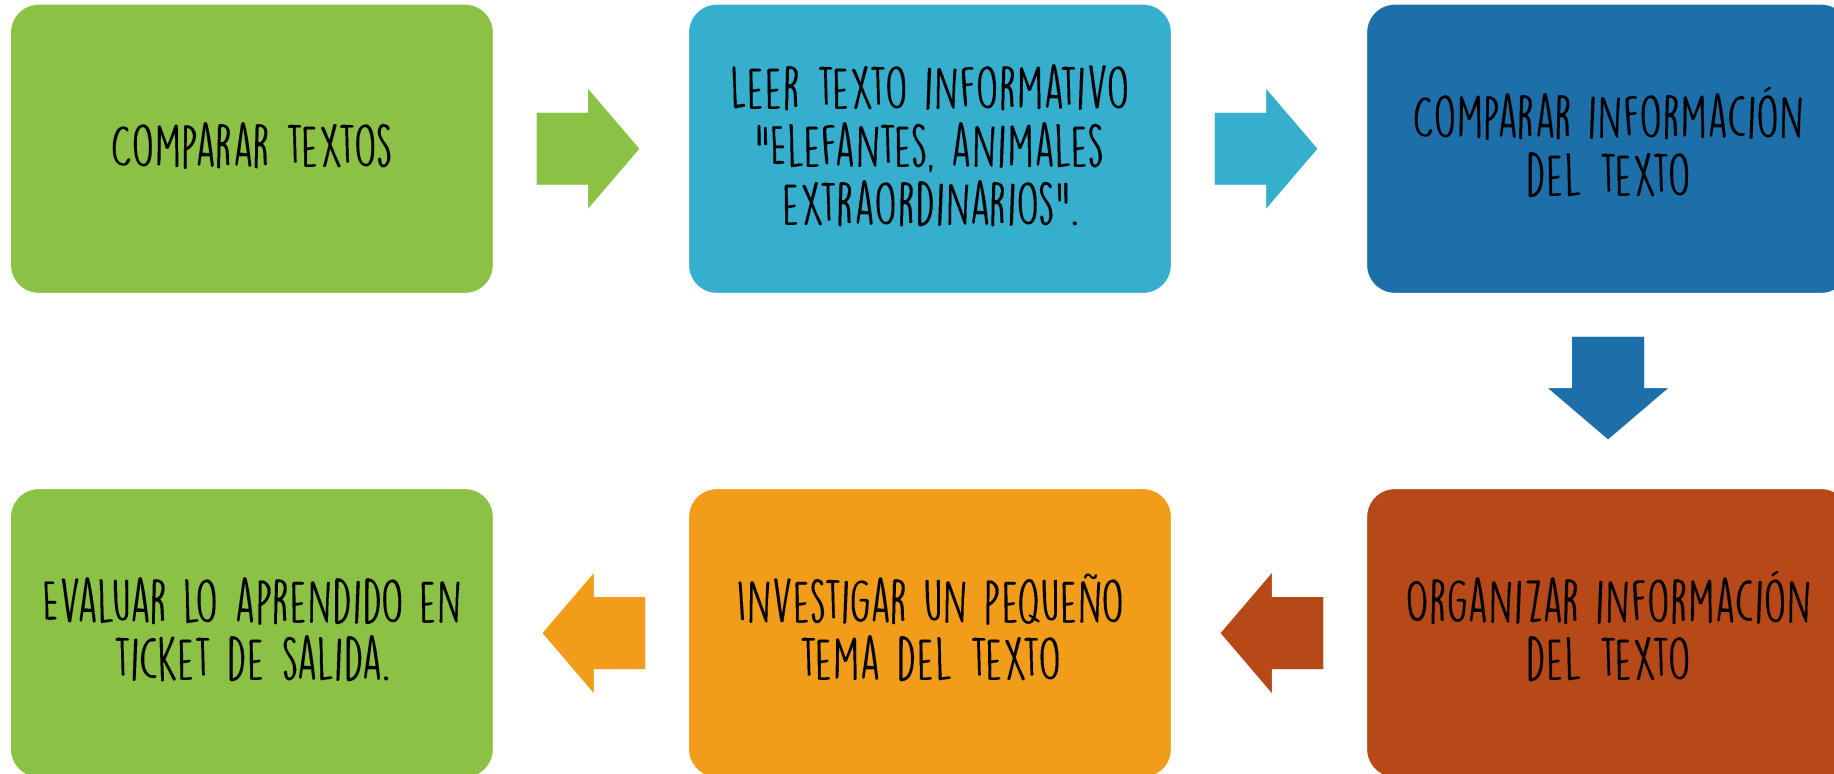 COMPARAR TEXTOS
LEER TEXTO INFORMATIVO
"ELEFANTES, ANIMALES
EXTRAORDINARIOS".
COMPARAR INFORMACIÓN
DEL TEXTO
ORGANIZAR INFORMACIÓN
DEL TEXTO
INVESTIGAR UN PEQUEÑO
TEMA DEL TEXTO
EVALUAR LO APRENDIDO EN
TICKET DE SALIDA.